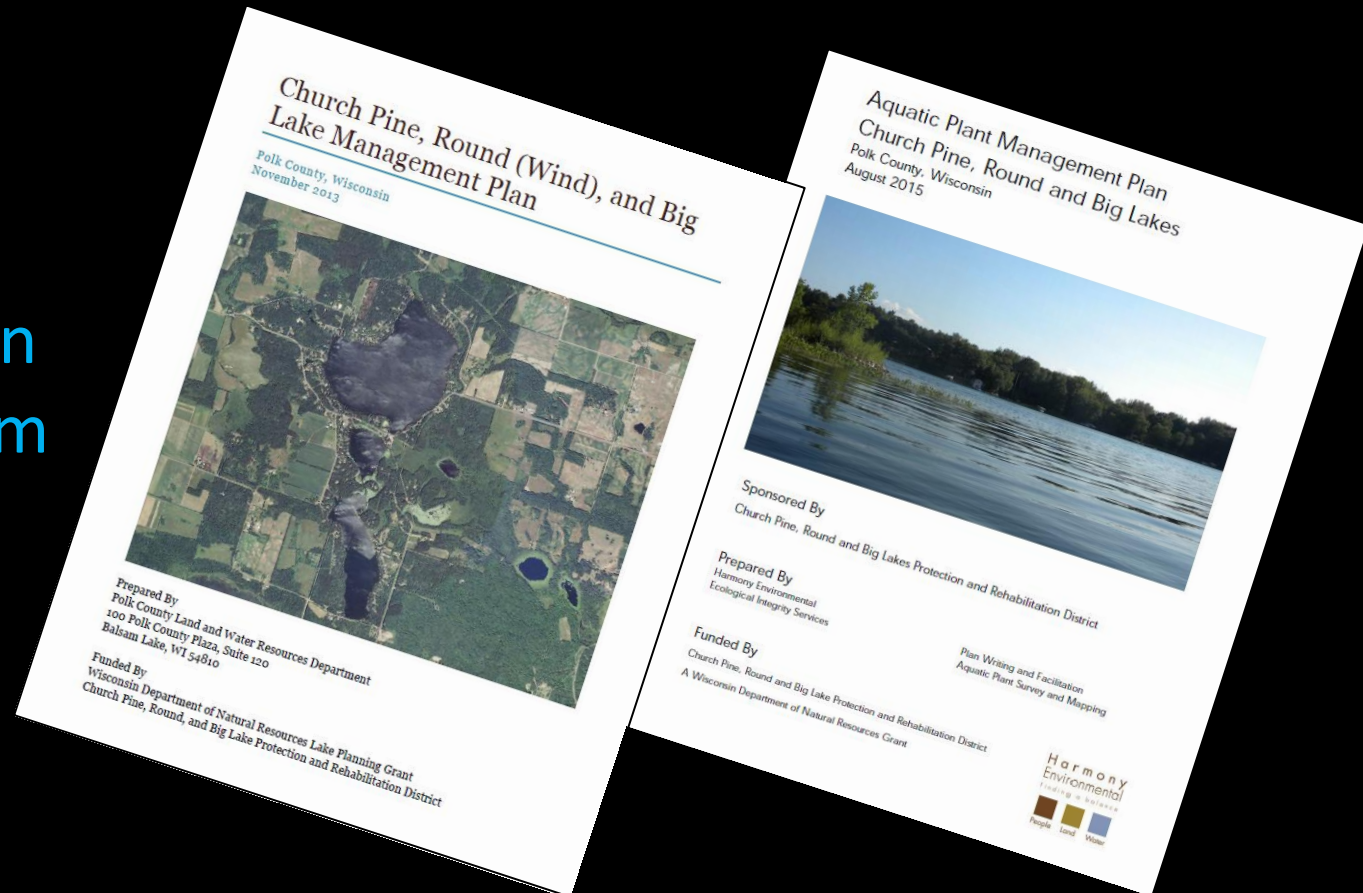 n
m
Church Pine, Round (Wind), and Big
Lake Management Plan
Polk County, Wisconsin
November 2013
Prepared By
Polk County Land and Water Resources Department
100 Polk County Plaza, Suite 120
Balsam Lake, WI 54810
Funded By
Wisconsin Department of Natural Resources Lake Planning Grant
Church Pine, Round, and Big Lake Protection and Rehabilitation District
Aquatic Plant Management Plan
Church Pine, Round and Big Lakes
Polk County, Wisconsin
August 2015
Sponsored By
Church Pine, Round and Big Lakes Protection and Rehabilitation District
Prepared By
Harmony Environmental
Ecological Integrity Services
Plan Writing and Facilitation
Aquatic Plant Survey and Mapping
Funded By
Church Pine, Round and Big Lake Protection and Rehabilitation District
A Wisconsin Department of Natural Resources Grant
Harmony
Environmental
finding a balance
People Land Water